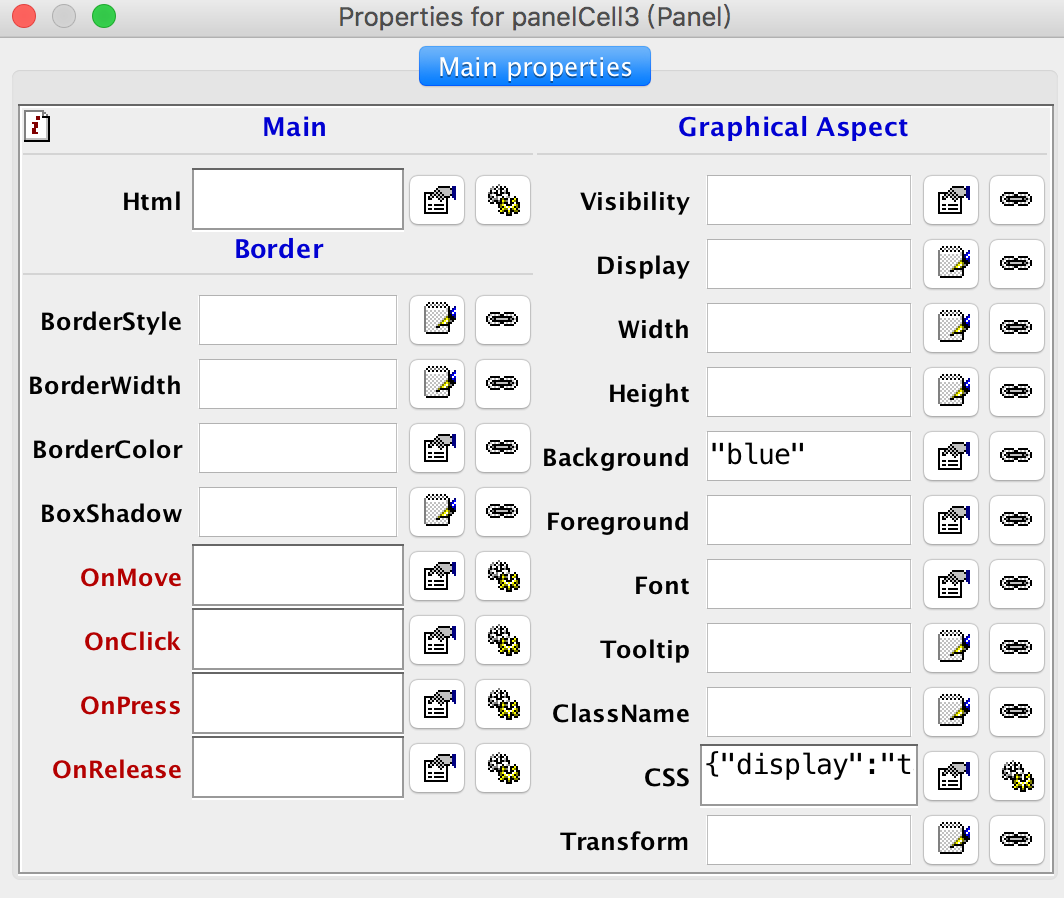 Properties for panelCell3 (Panel)
Main properties
Main
Html
Border
BorderStyle
BorderWidth
BorderColor
BoxShadow
OnMove
OnClick
OnPress
OnRelease
Graphical Aspect
Visibility
Display
Width
Height
Background "blue"
Foreground
Font
Tooltip
ClassName
CSS {"display":"t
Transform